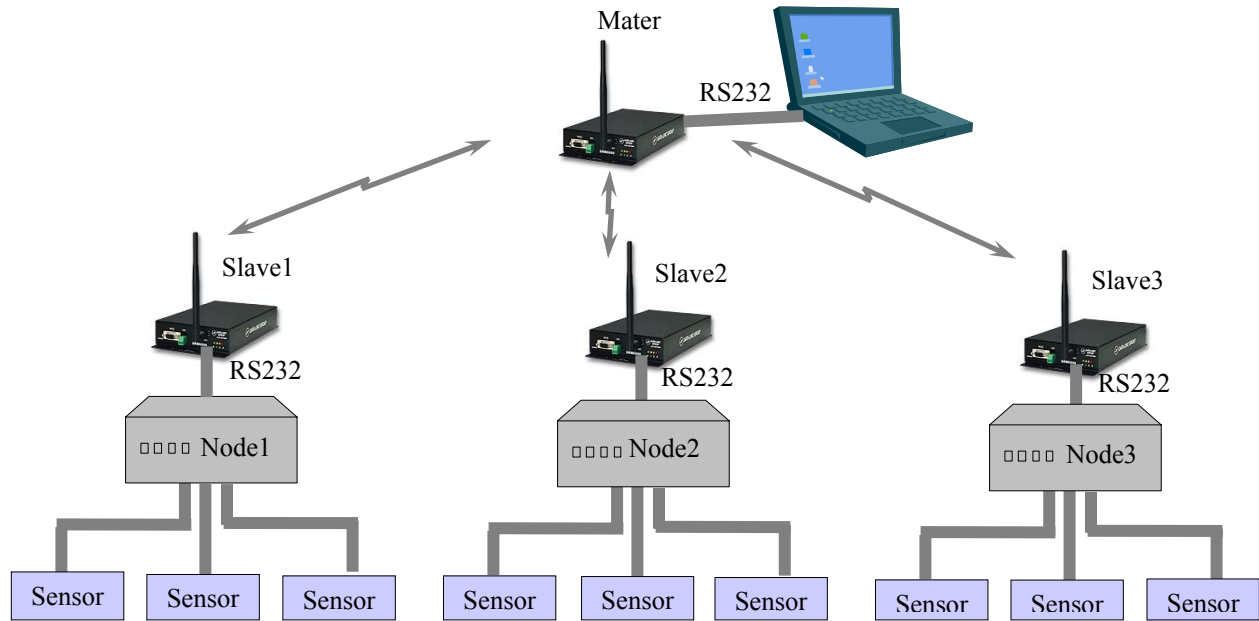 Mater
RS232
Slave1
Slave2
Slave3
RS232
RS232
RS232
Node1
Node2
Node3
Sensor
Sensor
Sensor
Sensor
Sensor
Sensor
Sensor
Sensor
Sensor